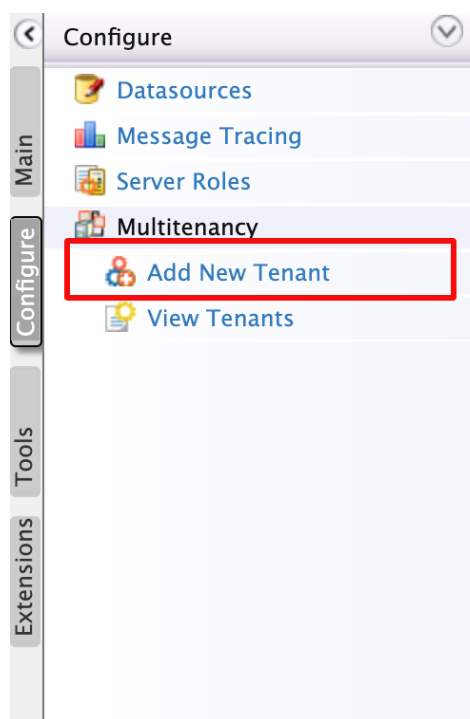 Configure
Datasources
Message Tracing
Server Roles
Multitenancy
Add New Tenant
View Tenants
Main
Configure
Tools
Extensions